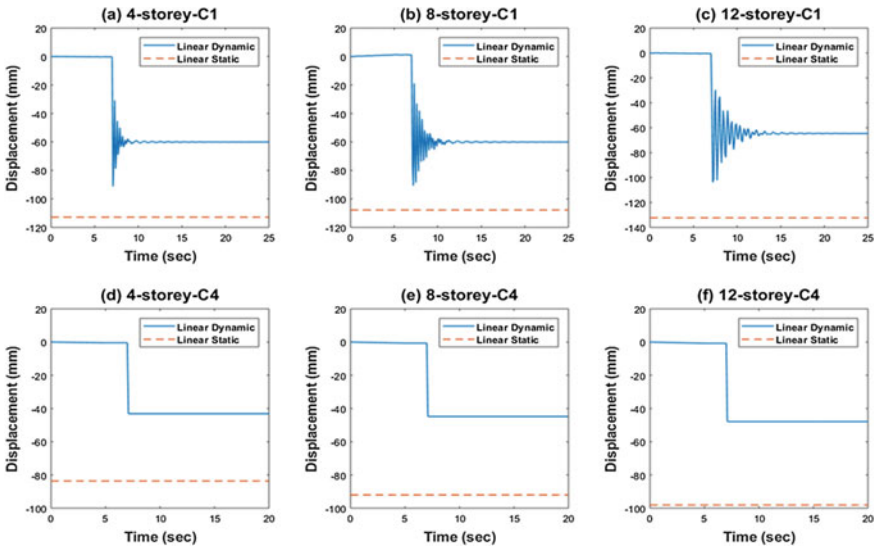 (a) 4-storey-C1
20
0
-20
-40
-60
-80
-100
-120
0
5
10
15
20
25
Displacement (mm)
Time (sec)
Linear Dynamic
Linear Static
(b) 8-storey-C1
20
0
-20
-40
-60
-80
-100
-120
0
5
10
15
20
25
Displacement (mm)
Time (sec)
Linear Dynamic
Linear Static
(c) 12-storey-C1
20
0
-20
-40
-60
-80
-100
-120
-140
0
5
10
15
20
25
Displacement (mm)
Time (sec)
Linear Dynamic
Linear Static
(d) 4-storey-C4
20
0
-20
-40
-60
-80
-100
0
5
10
15
20
Displacement (mm)
Time (sec)
Linear Dynamic
Linear Static
(e) 8-storey-C4
20
0
-20
-40
-60
-80
-100
0
5
10
15
20
Displacement (mm)
Time (sec)
Linear Dynamic
Linear Static
(f) 12-storey-C4
20
0
-20
-40
-60
-80
-100
0
5
10
15
20
Displacement (mm)
Time (sec)
Linear Dynamic
Linear Static